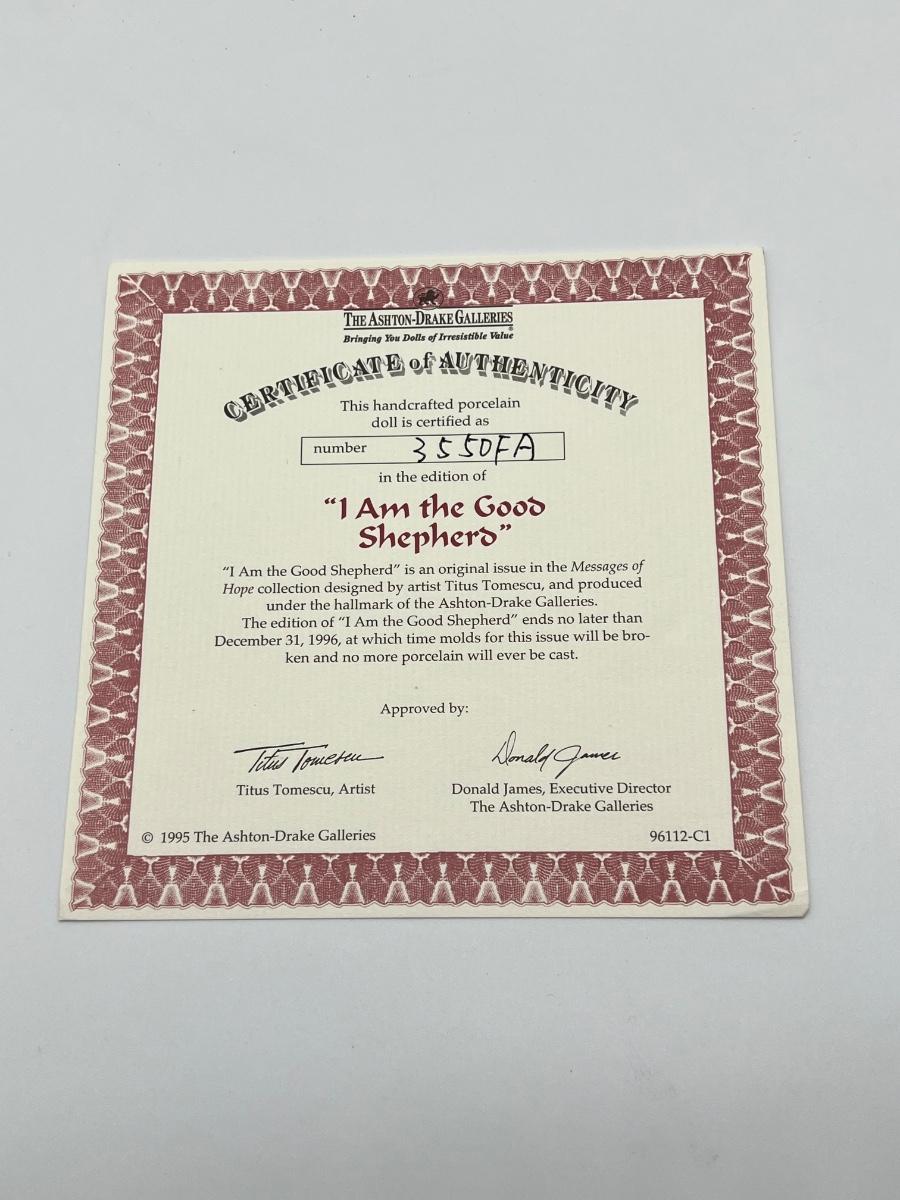 THE ASHTON-DRAKE GALLERIES
®
Bringing You Dolls of Irresistible Value
CERTIFICATE of AUTHENTICITY
This handcrafted porcelain
doll is certified as
number 3550FA
in the edition of
“I Am the Good
Shepherd”
“I Am the Good Shepherd” is an original issue in the Messages of
Hope collection designed by artist Titus Tomescu, and produced
under the hallmark of the Ashton-Drake Galleries.
The edition of “I Am the Good Shepherd” ends no later than
December 31, 1996, at which time molds for this issue will be bro-
ken and no more porcelain will ever be cast.
Approved by:
Titus Tomescu Donald James
Titus Tomescu, Artist
Donald James, Executive Director
The Ashton-Drake Galleries
© 1995 The Ashton-Drake Galleries
96112-C1